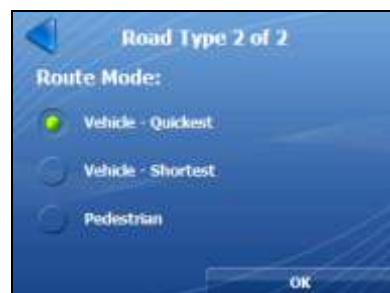 Road Type 2 of 2
Route Mode:
Vehicle - Quickest
Vehicle - Shortest
Pedestrian
OK